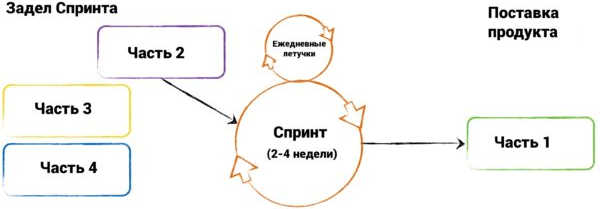 Задел Спринта
Поставка
продукта
Ежедневные
летучки
Часть 2
Часть 3
Спринт
(2-4 недели)
Часть 1
Часть 4